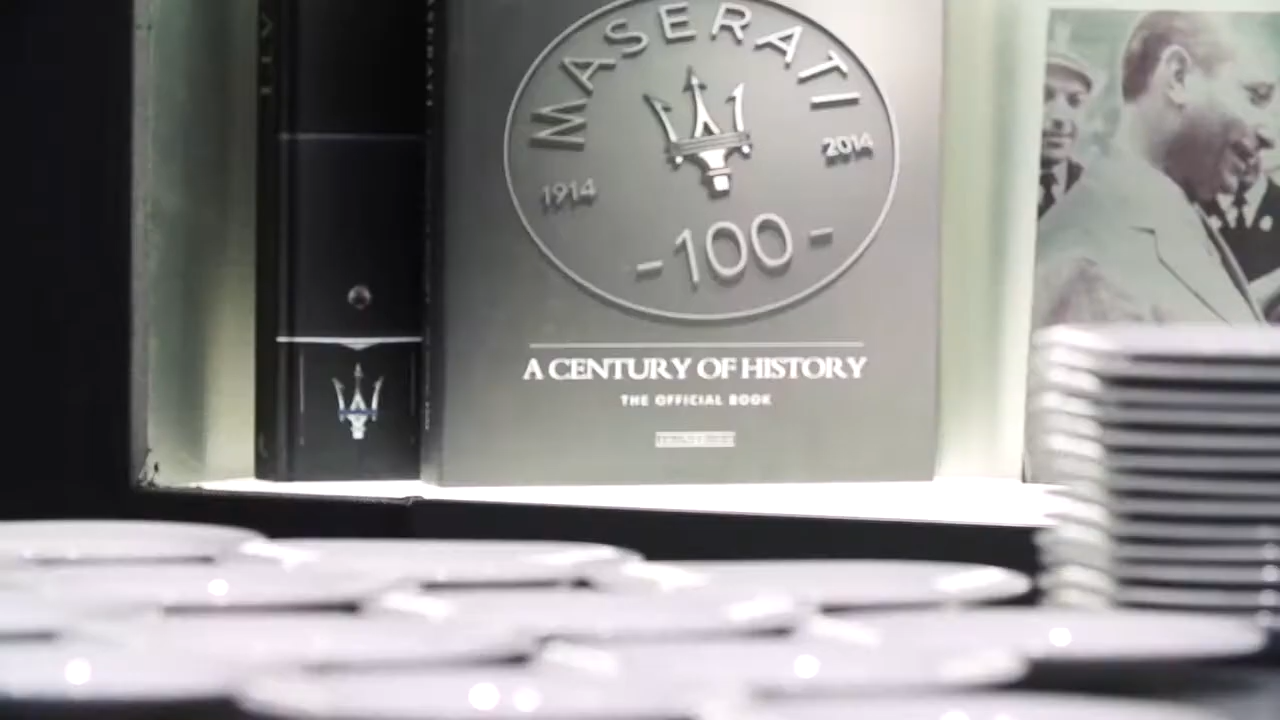 MASERATI
1914
2014
-100-
A CENTURY OF HISTORY
THE OFFICIAL BOOK